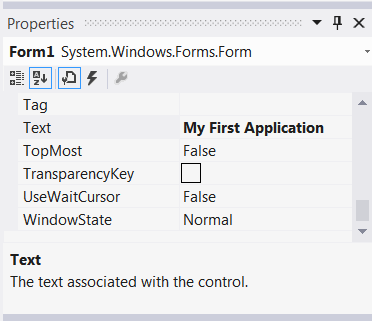 Properties
Form1 System.Windows.Forms.Form
Tag
Text My First Application
TopMost False
TransparencyKey
UseWaitCursor False
WindowState Normal
Text
The text associated with the control.